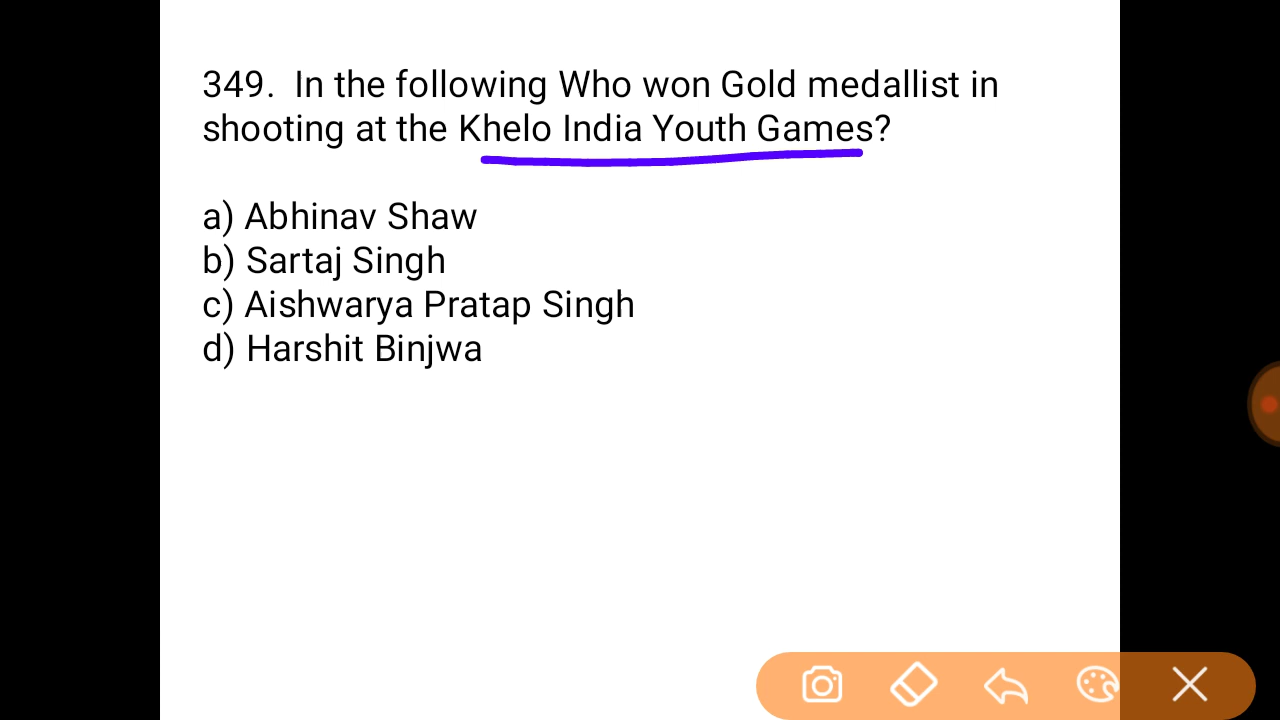 349.  In the following Who won Gold medallist in
shooting at the Khelo India Youth Games?
a) Abhinav Shaw
b) Sartaj Singh
c) Aishwarya Pratap Singh
d) Harshit Binjwa